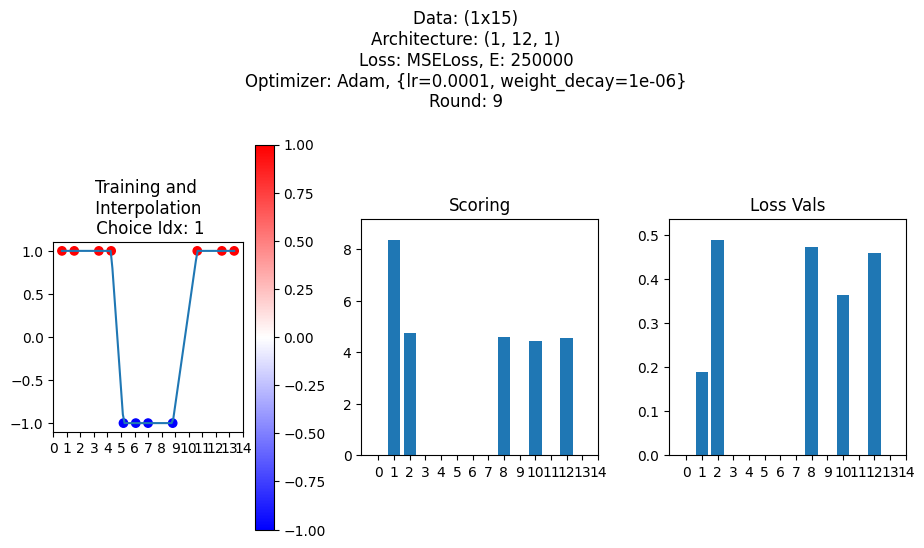 Data: (1x15)
Architecture: (1, 12, 1)
Loss: MSELoss, E: 250000
Optimizer: Adam, {lr=0.0001, weight_decay=1e-06}
Round: 9
Training and
Interpolation
Choice Idx: 1
1.0
0.5
0.0
−0.5
−1.0
0 1 2 3 4 5 6 7 8 9 10 11 12 13 14
1.00
0.75
0.50
0.25
0.00
−0.25
−0.50
−0.75
−1.00
Scoring
8
6
4
2
0
0 1 2 3 4 5 6 7 8 9 10 11 12 13 14
Loss Vals
0.5
0.4
0.3
0.2
0.1
0.0
0 1 2 3 4 5 6 7 8 9 10 11 12 13 14